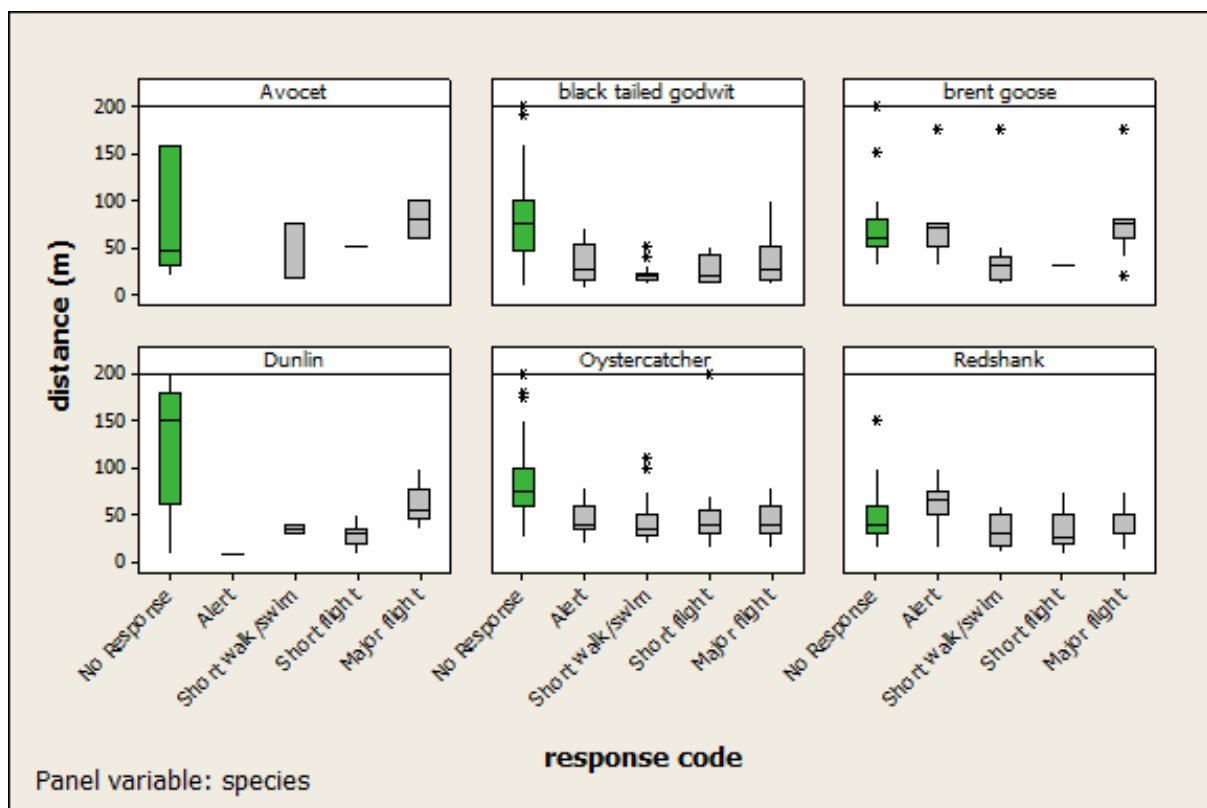 Avocet
black tailed godwit
brent goose
200
150
100
50
0
distance (m)
Dunlin
Oystercatcher
Redshank
200
150
100
50
0
No Response
Alert
Short walk/swim
Short flight
Major flight
No Response
Alert
Short walk/swim
Short flight
Major flight
No Response
Alert
Short walk/swim
Short flight
Major flight
response code
Panel variable: species